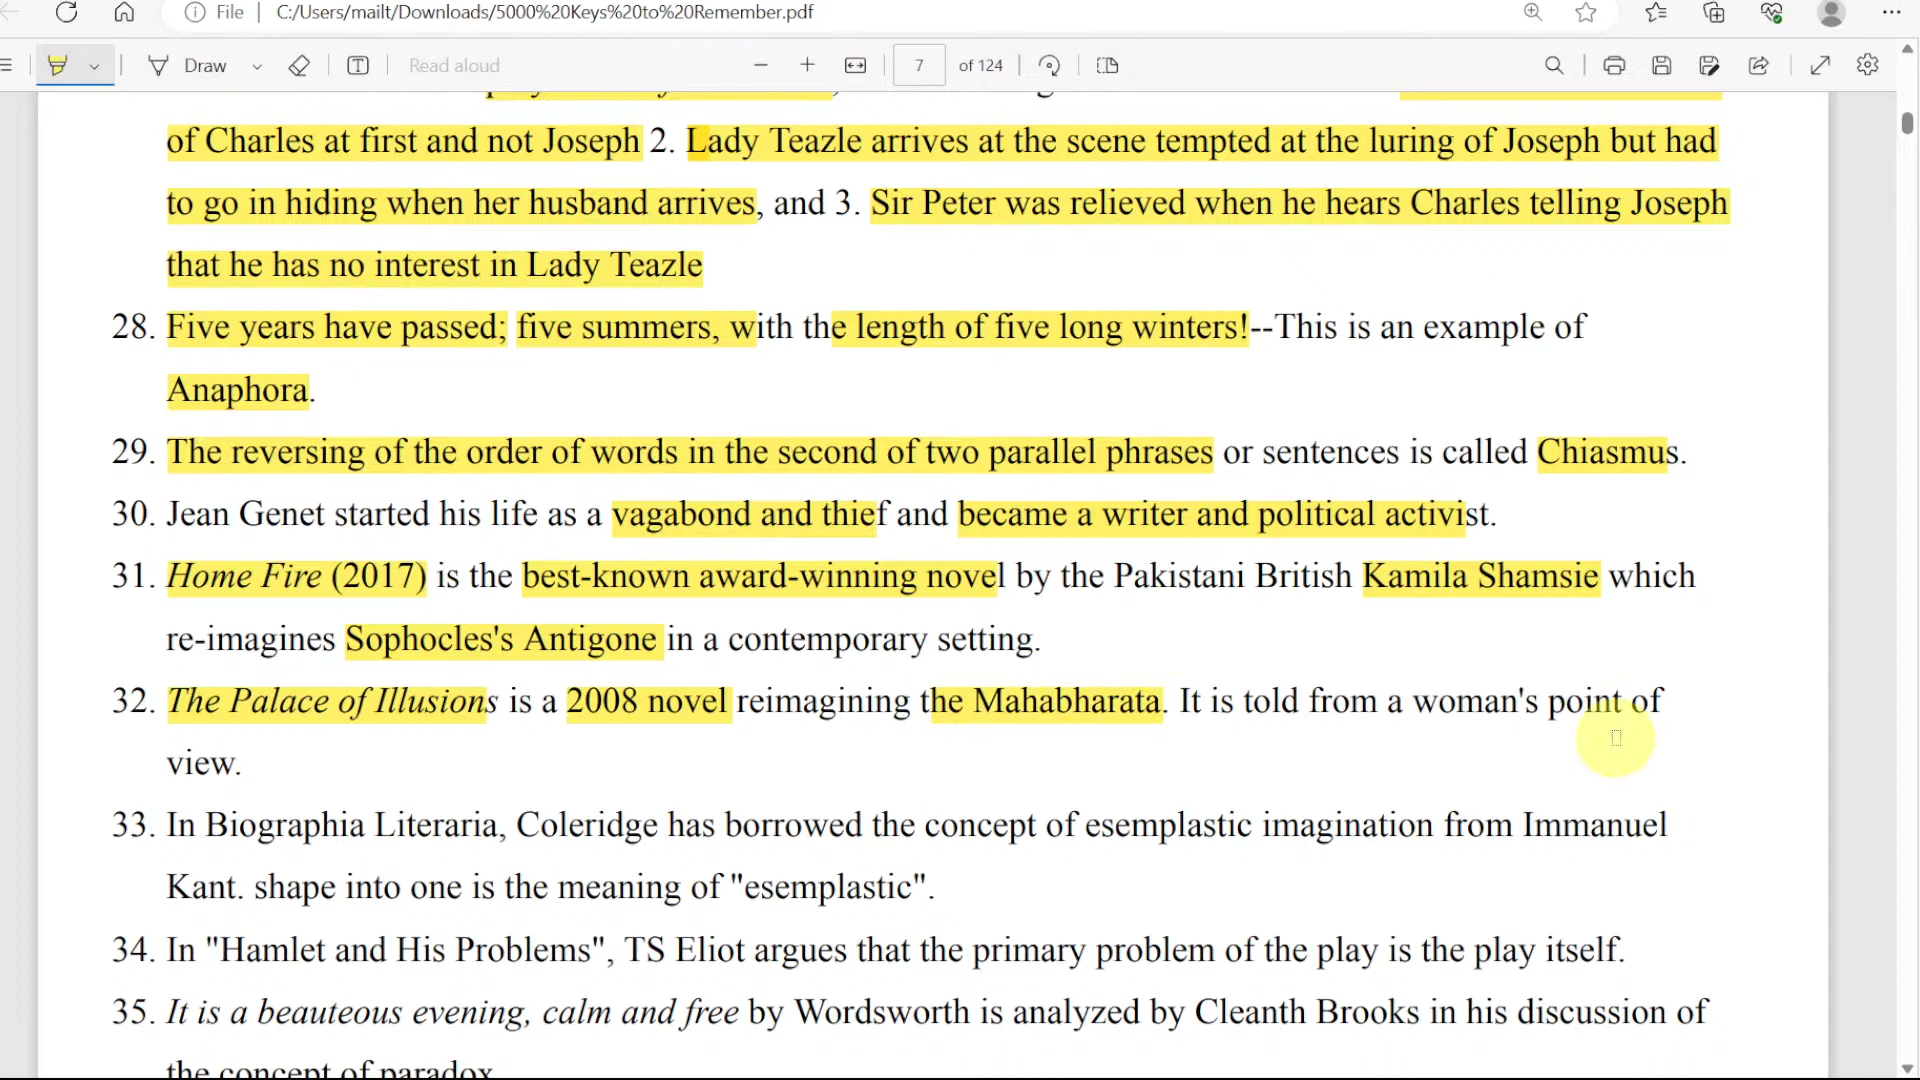 File | C:/Users/mailt/Downloads/5000%20Keys%20to%20Remember.pdf
Draw Read aloud 7 of 124
of Charles at first and not Joseph 2. Lady Teazle arrives at the scene tempted at the luring of Joseph but had
to go in hiding when her husband arrives, and 3. Sir Peter was relieved when he hears Charles telling Joseph
that he has no interest in Lady Teazle
28. Five years have passed; five summers, with the length of five long winters!--This is an example of
Anaphora.
29. The reversing of the order of words in the second of two parallel phrases or sentences is called Chiasmus.
30. Jean Genet started his life as a vagabond and thief and became a writer and political activist.
31. Home Fire (2017) is the best-known award-winning novel by the Pakistani British Kamila Shamsie which
re-imagines Sophocles's Antigone in a contemporary setting.
32. The Palace of Illusions is a 2008 novel reimagining the Mahabharata. It is told from a woman's point of
view.
33. In Biographia Literaria, Coleridge has borrowed the concept of esemplastic imagination from Immanuel
Kant. shape into one is the meaning of "esemplastic".
34. In "Hamlet and His Problems", TS Eliot argues that the primary problem of the play is the play itself.
35. It is a beauteous evening, calm and free by Wordsworth is analyzed by Cleanth Brooks in his discussion of
the concept of paradox